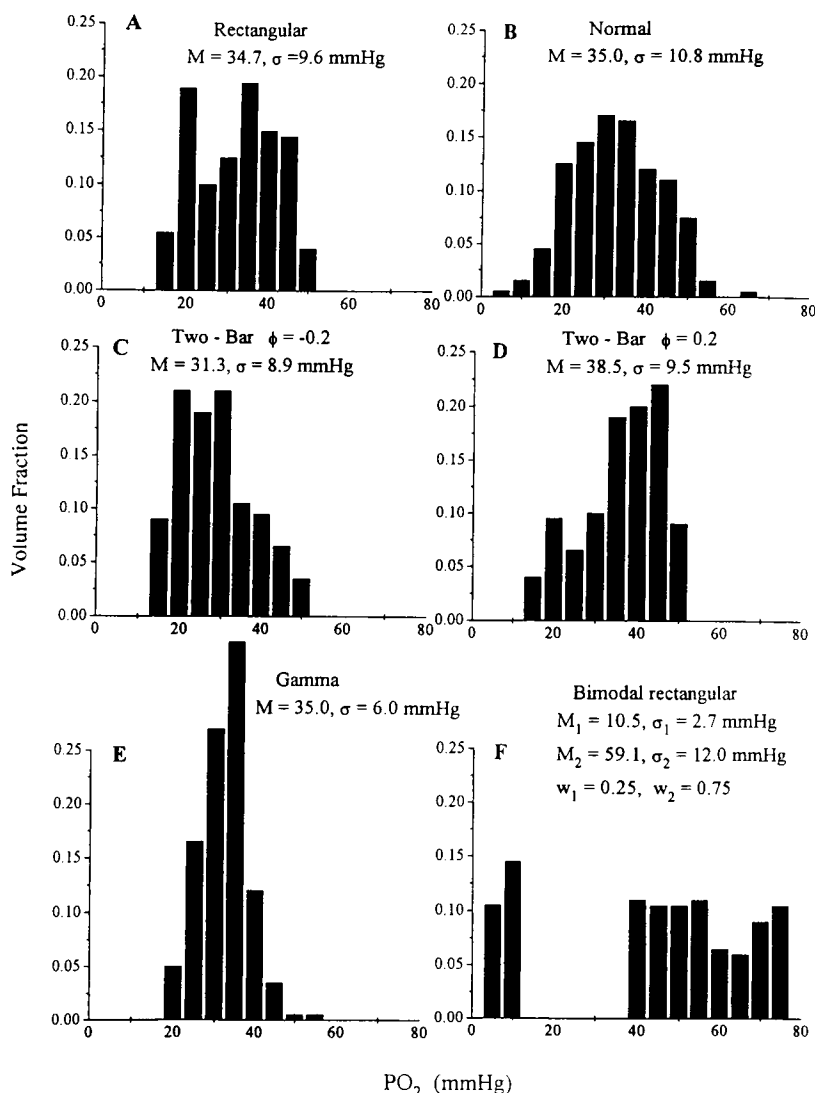 A
Rectangular
M = 34.7, σ =9.6 mmHg
0.25
0.20
0.15
0.10
0.05
0.00
0 20 40 60 80
B
Normal
M = 35.0, σ = 10.8 mmHg
0.25
0.20
0.15
0.10
0.05
0.00
0 20 40 60 80
C
Two - Bar ϕ = -0.2
M = 31.3, σ = 8.9 mmHg
0.25
0.20
0.15
0.10
0.05
0.00
0 20 40 60 80
D
Two - Bar ϕ = 0.2
M = 38.5, σ = 9.5 mmHg
0.25
0.20
0.15
0.10
0.05
0.00
0 20 40 60 80
Volume Fraction
E
Gamma
M = 35.0, σ = 6.0 mmHg
0.25
0.20
0.15
0.10
0.05
0.00
0 20 40 60 80
F
Bimodal rectangular
M₁ = 10.5, σ₁ = 2.7 mmHg
M₂ = 59.1, σ₂ = 12.0 mmHg
w₁ = 0.25, w₂ = 0.75
0.25
0.20
0.15
0.10
0.05
0.00
0 20 40 60 80
PO₂ (mmHg)